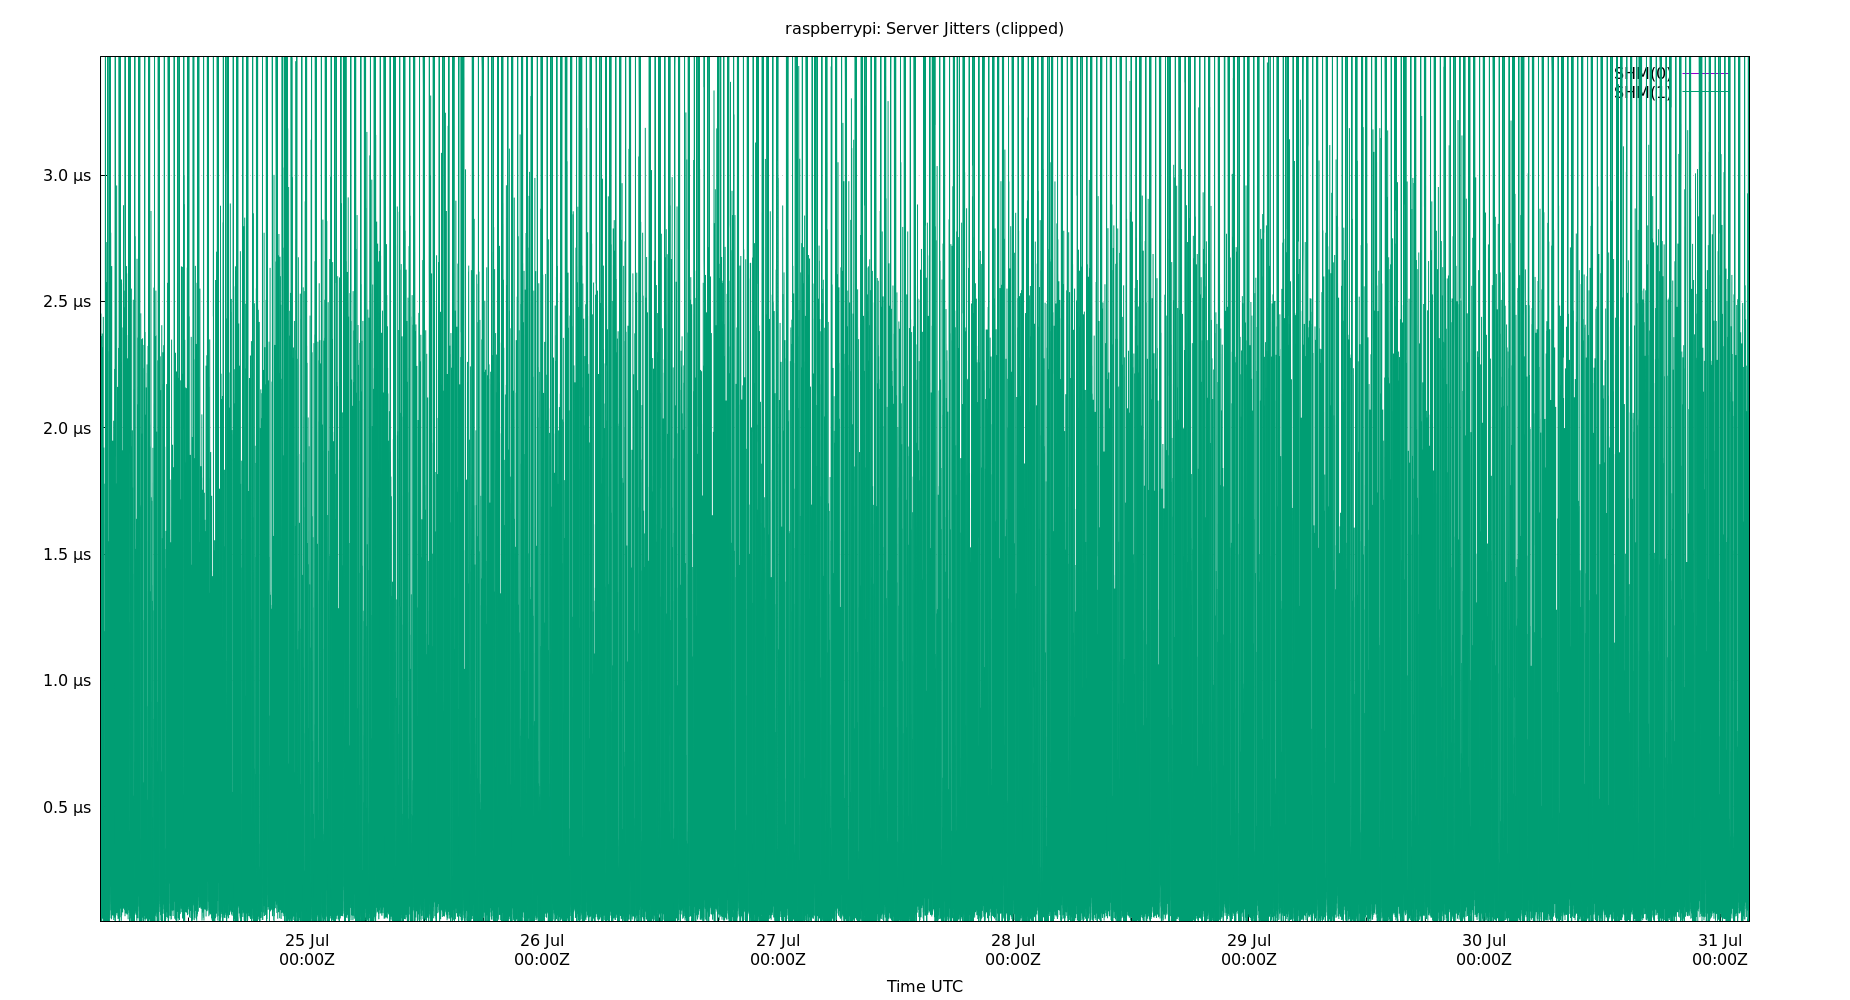 raspberrypi: Server Jitters (clipped)
SHM(0)
SHM(1)
3.0 µs
2.5 µs
2.0 µs
1.5 µs
1.0 µs
0.5 µs
25 Jul 26 Jul 27 Jul 28 Jul 29 Jul 30 Jul 31 Jul
00:00Z 00:00Z 00:00Z 00:00Z 00:00Z 00:00Z 00:00Z
Time UTC